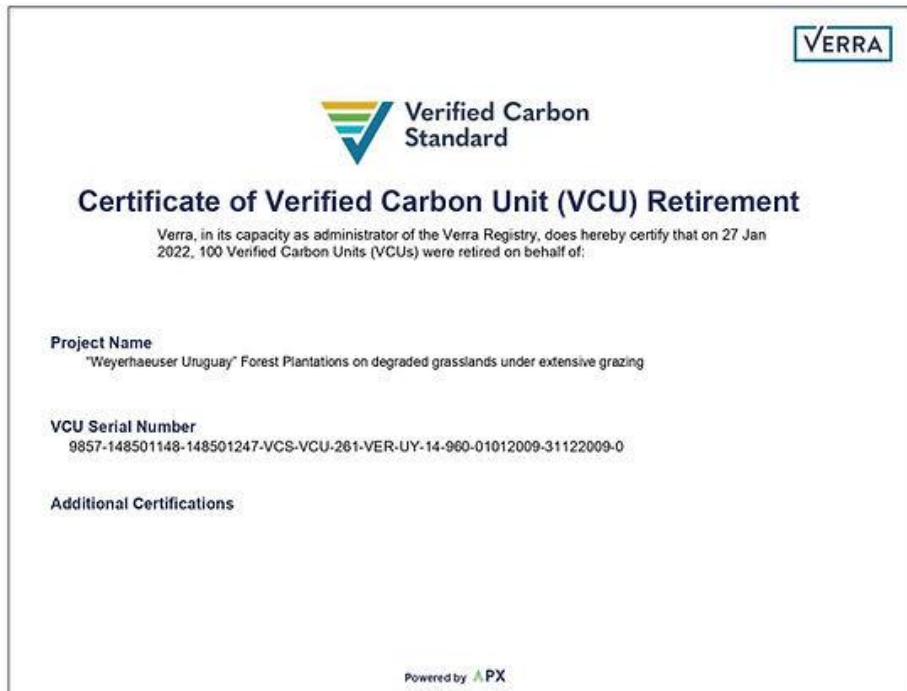 VERRA
Verified Carbon
Standard
Certificate of Verified Carbon Unit (VCU) Retirement
Verra, in its capacity as administrator of the Verra Registry, does hereby certify that on 27 Jan
2022, 100 Verified Carbon Units (VCUs) were retired on behalf of:
Project Name
"Weyerhaeuser Uruguay" Forest Plantations on degraded grasslands under extensive grazing
VCU Serial Number
9857-148501148-148501247-VCS-VCU-261-VER-UY-14-960-01012009-31122009-0
Additional Certifications
Powered by APX